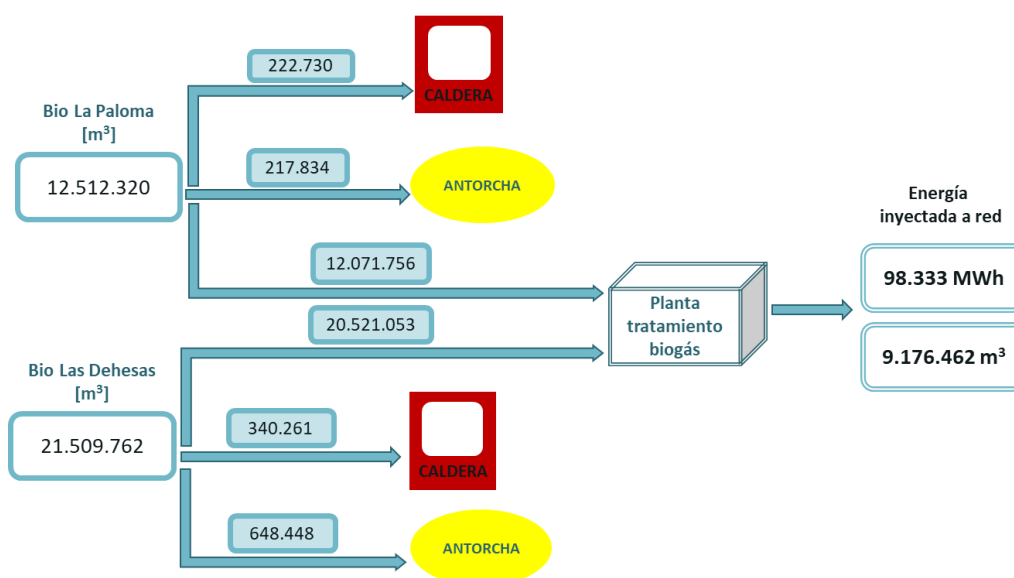 222.730
CALDERA
Bio La Paloma
[m³]
12.512.320
217.834
ANTORCHA
12.071.756
20.521.053
Planta
tratamiento
biogás
Energía
inyectada a red
98.333 MWh
9.176.462 m³
Bio Las Dehesas
[m³]
21.509.762
340.261
CALDERA
648.448
ANTORCHA